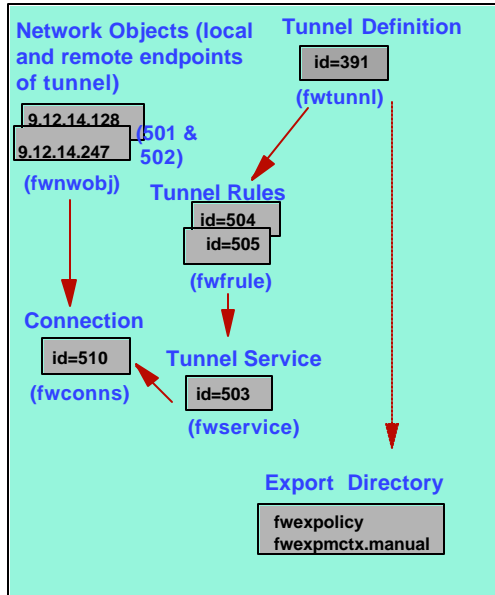 Network Objects (local
and remote endpoints
of tunnel)
9.12.14.128
9.12.14.247
(501 &
502)
(fwnwobj)
Tunnel Definition
id=391
(fwtunnl)
Tunnel Rules
id=504
id=505
(fwfrule)
Connection
id=510
(fwconns)
Tunnel Service
id=503
(fwservice)
Export Directory
fwexpolicy
fwexpmctx.manual